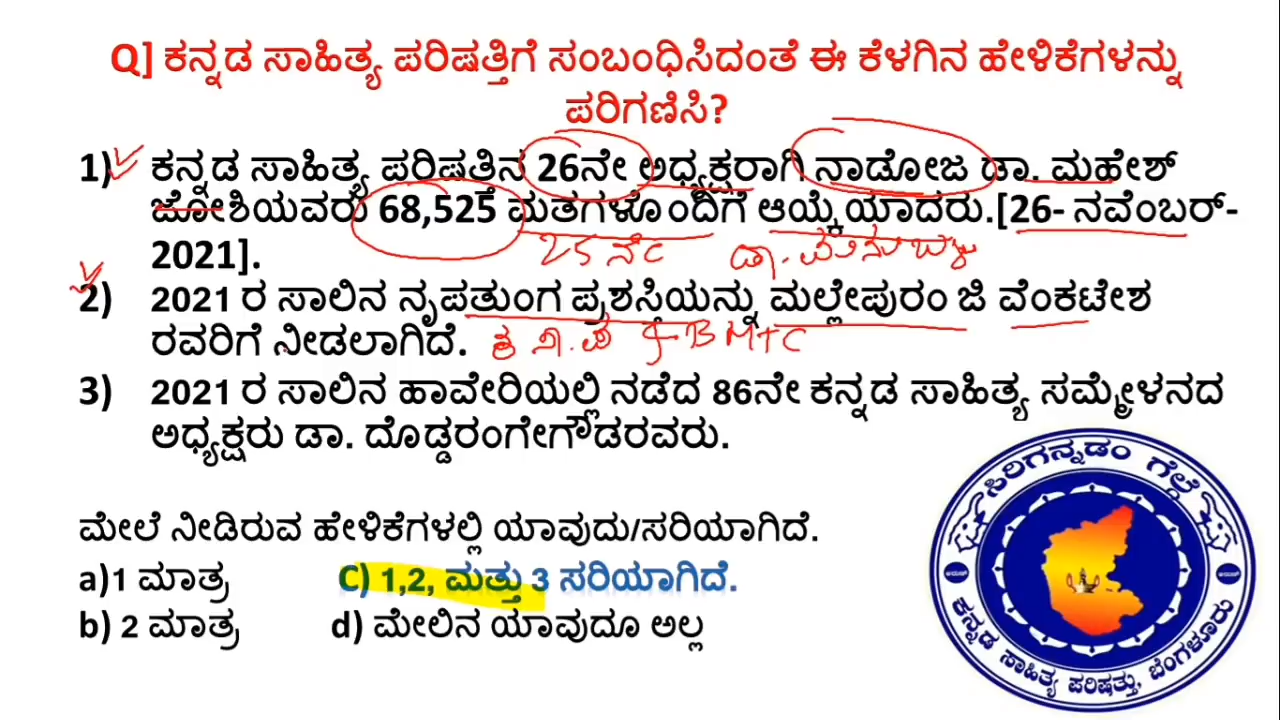 Q] ಕನ್ನಡ ಸಾಹಿತ್ಯ ಪರಿಷತ್ತಿಗೆ ಸಂಬಂಧಿಸಿದಂತೆ ಈ ಕೆಳಗಿನ ಹೇಳಿಕೆಗಳನ್ನು
ಪರಿಗಣಿಸಿ?
1) ಕನ್ನಡ ಸಾಹಿತ್ಯ ಪರಿಷತ್ತಿನ 26ನೇ ಅಧ್ಯಕ್ಷರಾಗಿ ನಾಡೋಜ ಡಾ. ಮಹೇಶ್
ಜೋಶಿಯವರು 68,525 ಮತಗಳೊಂದಿಗೆ ಆಯ್ಕೆಯಾದರು.[26- ನವೆಂಬರ್-
2021].
25 ನೇ ಡಾ.
2) 2021 ರ ಸಾಲಿನ ನೃಪತುಂಗ ಪ್ರಶಸ್ತಿಯನ್ನು ಮಲ್ಲೇಪುರಂ ಜಿ ವೆಂಕಟೇಶ
ರವರಿಗೆ ನೀಡಲಾಗಿದೆ. ಕ ಸಾ.ಪ BMTC
3) 2021 ರ ಸಾಲಿನ ಹಾವೇರಿಯಲ್ಲಿ ನಡೆದ 86ನೇ ಕನ್ನಡ ಸಾಹಿತ್ಯ ಸಮ್ಮೇಳನದ
ಅಧ್ಯಕ್ಷರು ಡಾ. ದೊಡ್ಡರಂಗೇಗೌಡರವರು.
ಸಿರಿಗನ್ನಡಂ ಗೆಲ್ಗೆ
ಮೇಲೆ ನೀಡಿರುವ ಹೇಳಿಕೆಗಳಲ್ಲಿ ಯಾವುದು/ಸರಿಯಾಗಿದೆ.
a)1 ಮಾತ್ರ C) 1,2, ಮತ್ತು 3 ಸರಿಯಾಗಿದೆ.
b) 2 ಮಾತ್ರ d) ಮೇಲಿನ ಯಾವುದೂ ಅಲ್ಲ
ಕನ್ನಡ ಸಾಹಿತ್ಯ ಪರಿಷತ್ತು, ಬೆಂಗಳೂರು